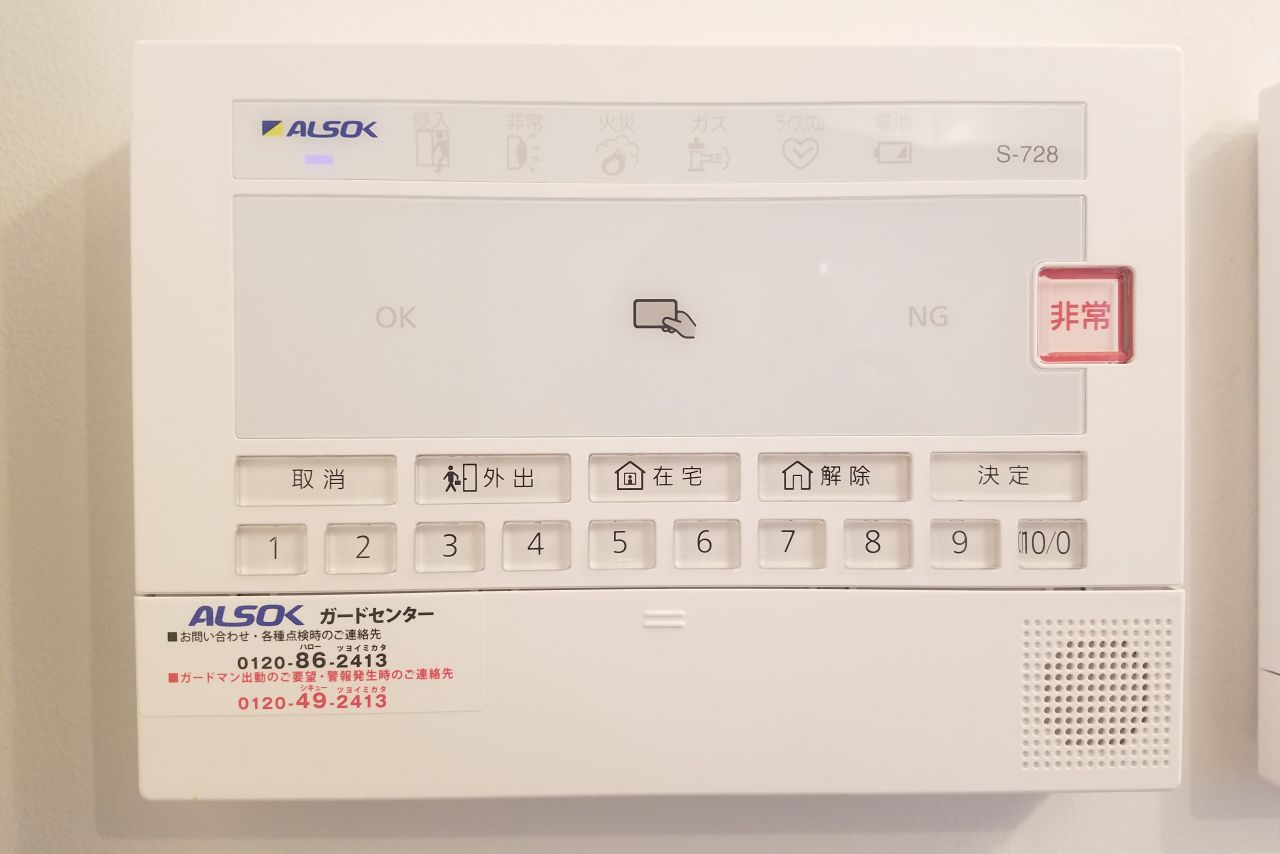 ALSOK 侵入 非常 火災 ガス ライフリズム 電池
S-728
OK NG 非常
取消 外出 在宅 解除 決定
1 2 3 4 5 6 7 8 9 10/0
ALSOK ガードセンター
■お問い合わせ・各種点検時のご連絡先
ハロー ツヨイミカタ
0120-86-2413
■ガードマン出動のご要望・警報発生時のご連絡先
シキュー ツヨイミカタ
0120-49-2413